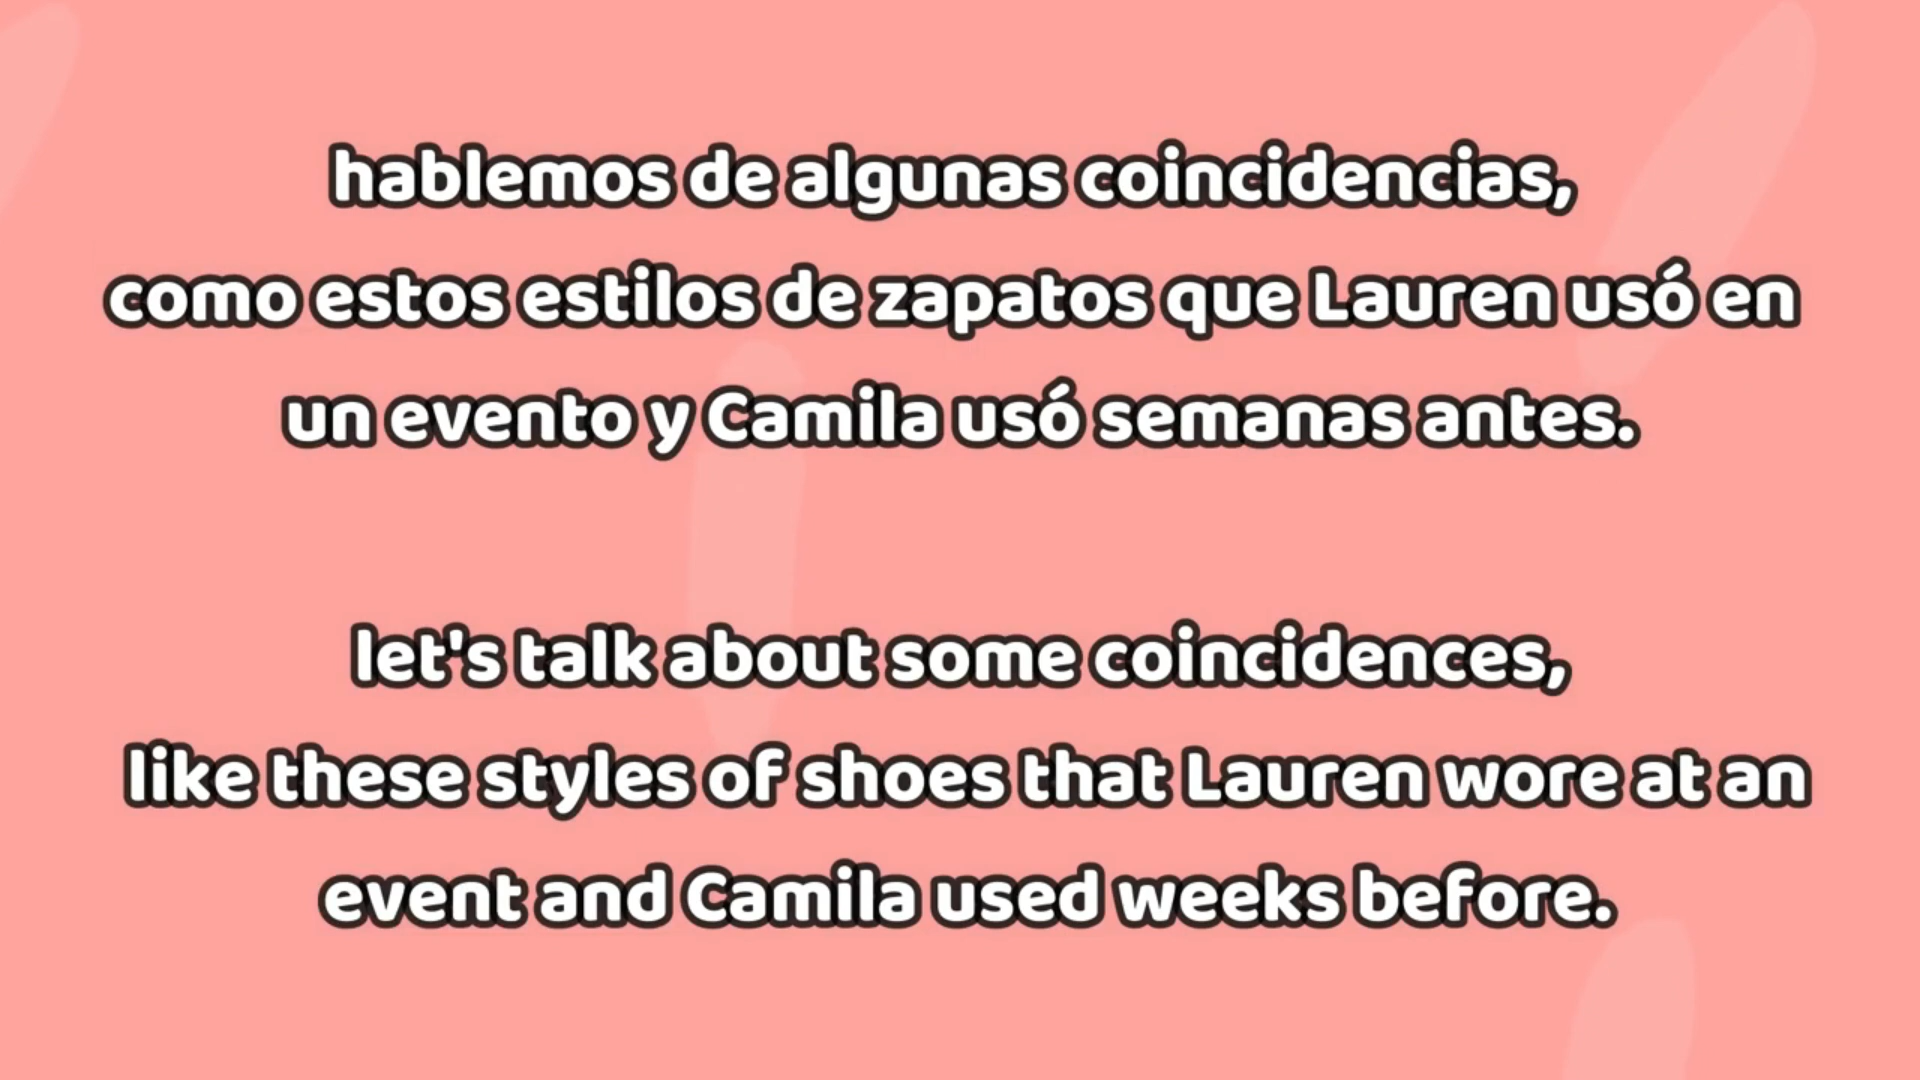 hablemos de algunas coincidencias,
como estos estilos de zapatos que Lauren usó en
un evento y Camila usó semanas antes.
let's talk about some coincidences,
like these styles of shoes that Lauren wore at an
event and Camila used weeks before.